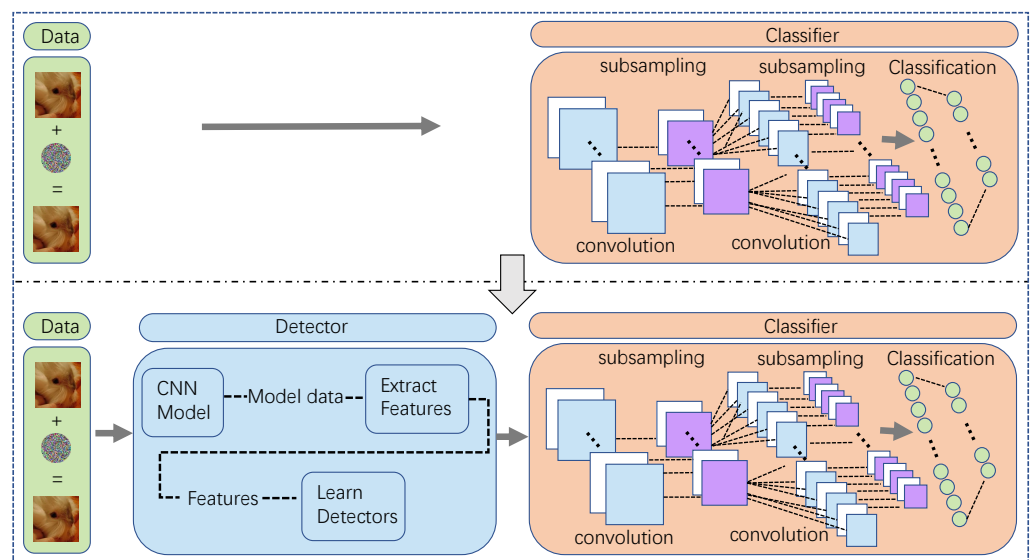 Data
Classifier
subsampling
subsampling
Classification
+
=
convolution
convolution
Data
Detector
Classifier
subsampling
subsampling
Classification
CNN
Model
Model data
Extract
Features
+
=
Features
Learn
Detectors
convolution
convolution